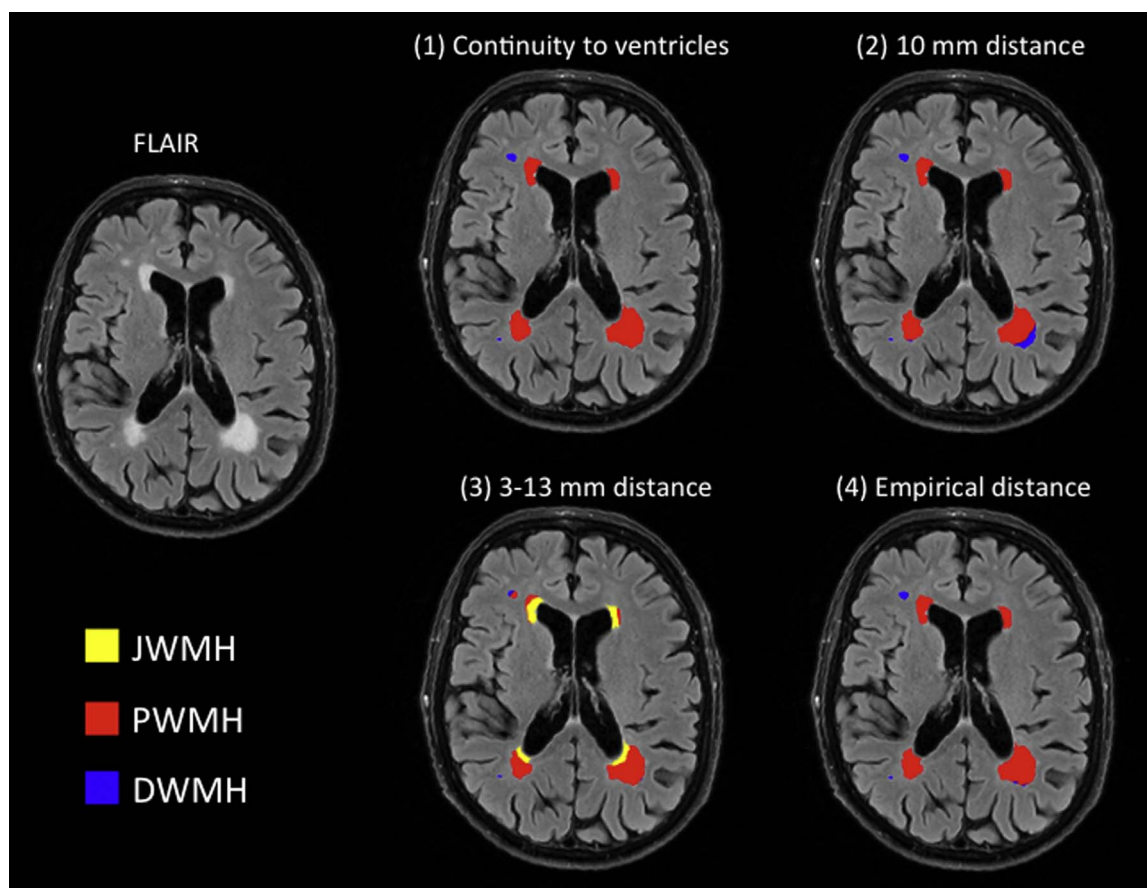 (1) Continuity to ventricles
(2) 10 mm distance
FLAIR
(3) 3-13 mm distance
(4) Empirical distance
JWMH
PWMH
DWMH